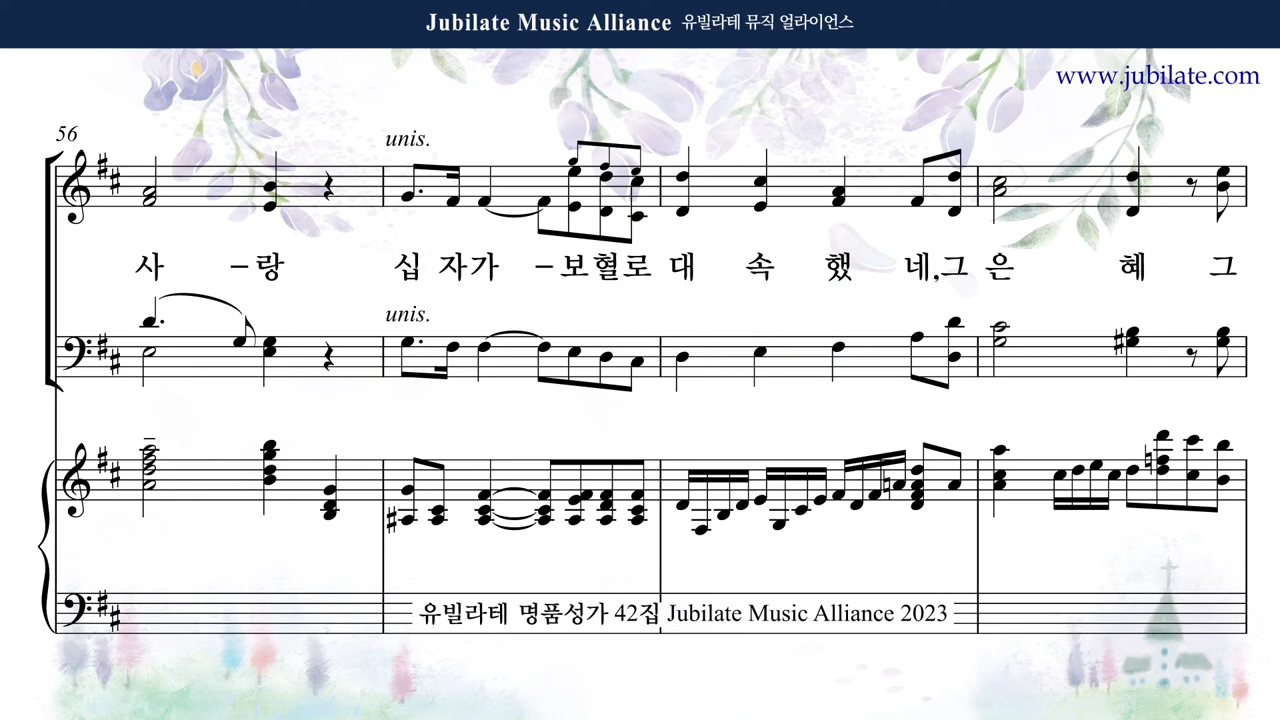 Jubilate Music Alliance 유빌라테 뮤직 얼라이언스
www.jubilate.com
56
unis.
사 –랑 십 자가 –보혈로 대 속 했 네,그 은 혜 그
unis.
유빌라테 명품성가 42집 Jubilate Music Alliance 2023